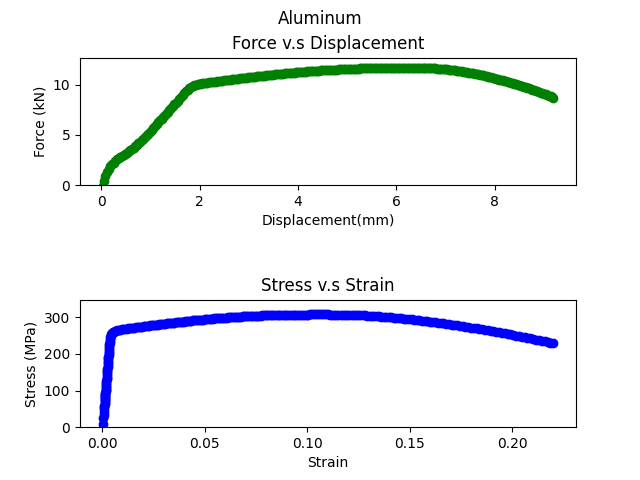 Aluminum
Force v.s Displacement
Force (kN)
10
5
0
0 2 4 6 8
Displacement(mm)
Stress v.s Strain
Stress (MPa)
300
200
100
0
0.00 0.05 0.10 0.15 0.20
Strain